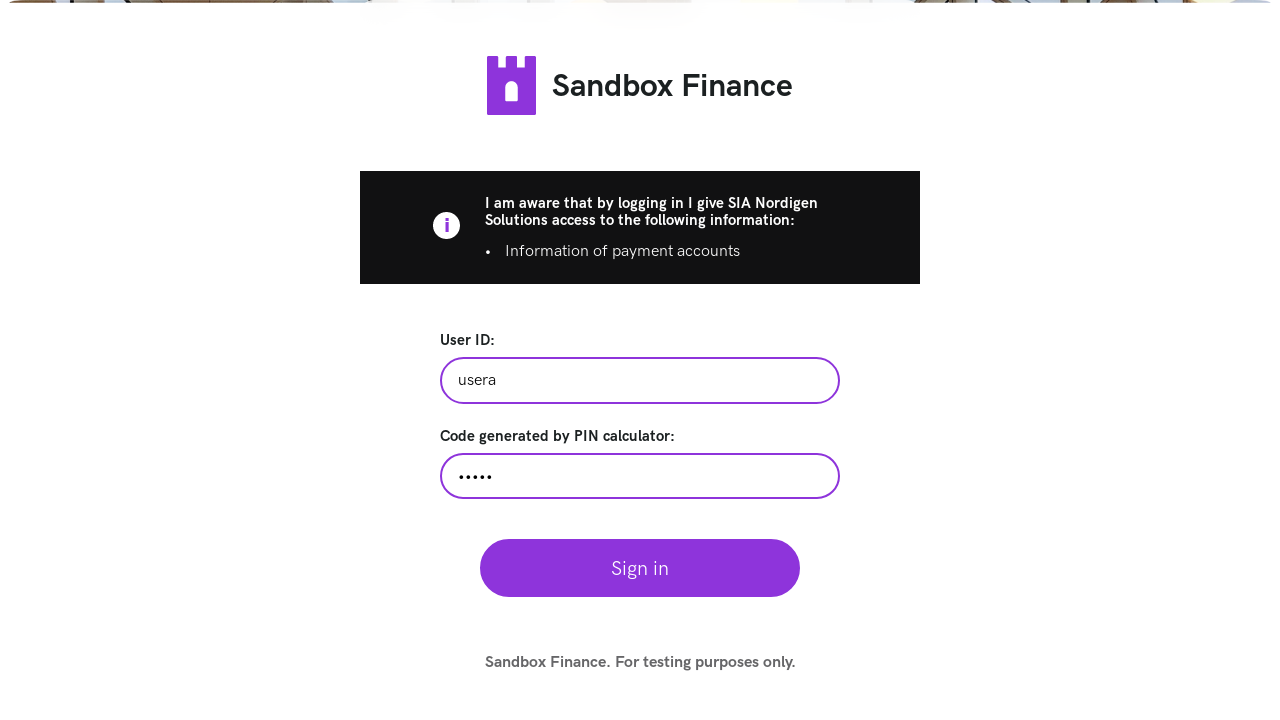 Sandbox Finance
i
I am aware that by logging in I give SIA Nordigen
Solutions access to the following information:
• Information of payment accounts
User ID:
usera
Code generated by PIN calculator:
•••••
Sign in
Sandbox Finance. For testing purposes only.